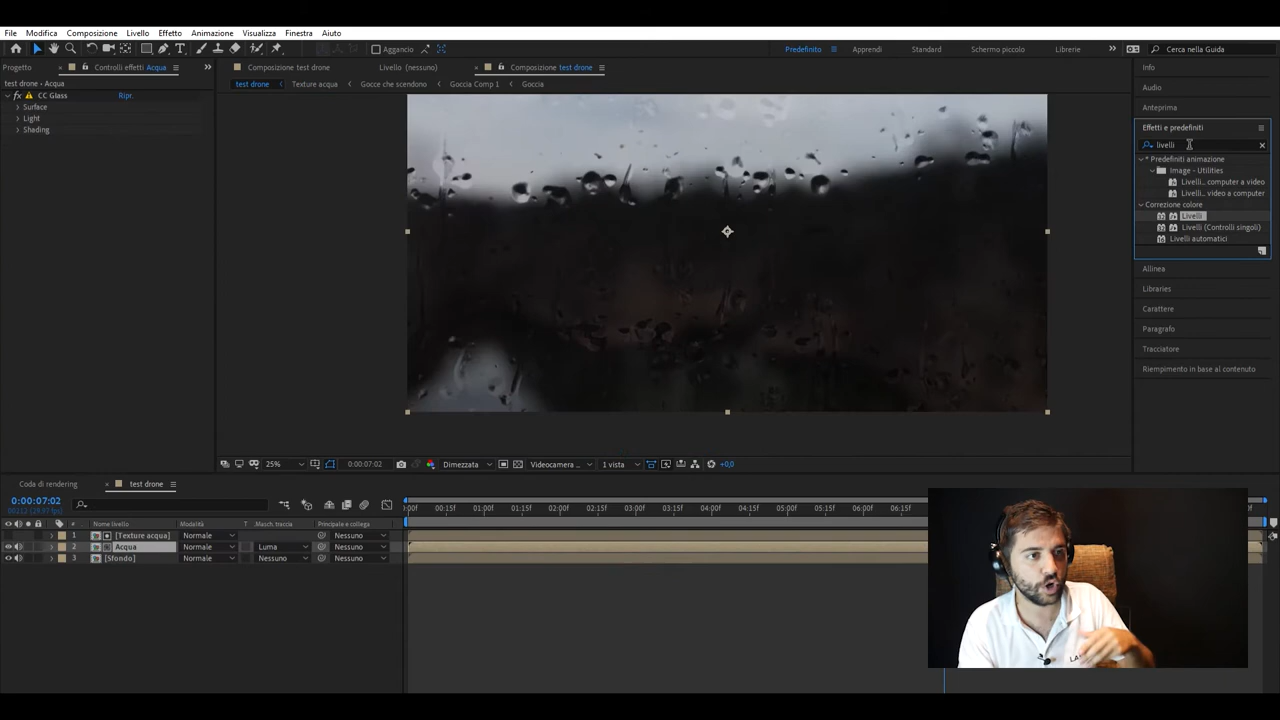 File Modifica Composizione Livello Effetto Animazione Visualizza Finestra Aiuto
Aggancio Predefinito Apprendi Standard Schermo piccolo Librerie Cerca nella Guida
Progetto Controlli effetti Acqua Composizione test drone Livello (nessuno) Composizione test drone Info
test drone • Acqua test drone Texture acqua Gocce che scendono Goccia Comp 1 Goccia Audio
fx CC Glass Ripr.
Surface Anteprima
Light
Shading Effetti e predefiniti
livelli
* Predefiniti animazione
Image - Utilities
Livelli... computer a video
Livelli... video a computer
Correzione colore
Livelli
Livelli (Controlli singoli)
Livelli automatici
Allinea
Libraries
Carattere
Paragrafo
Tracciatore
Riempimento in base al contenuto
25% 0:00:07:02 Dimezzata Videocamera ... 1 vista +0,0
Coda di rendering test drone
0:00:07:02
00212 (29.97 fps)
:00f 00:15f 01:00f 01:15f 02:00f 02:15f 03:00f 03:15f 04:00f 04:15f 05:00f 05:15f 06:00f 06:15f
# Nome livello Modalità T Masch. traccia Principale e collega
1 [Texture acqua] Normale Nessuno
2 Acqua Normale Luma Nessuno
3 [Sfondo] Normale Nessuno Nessuno